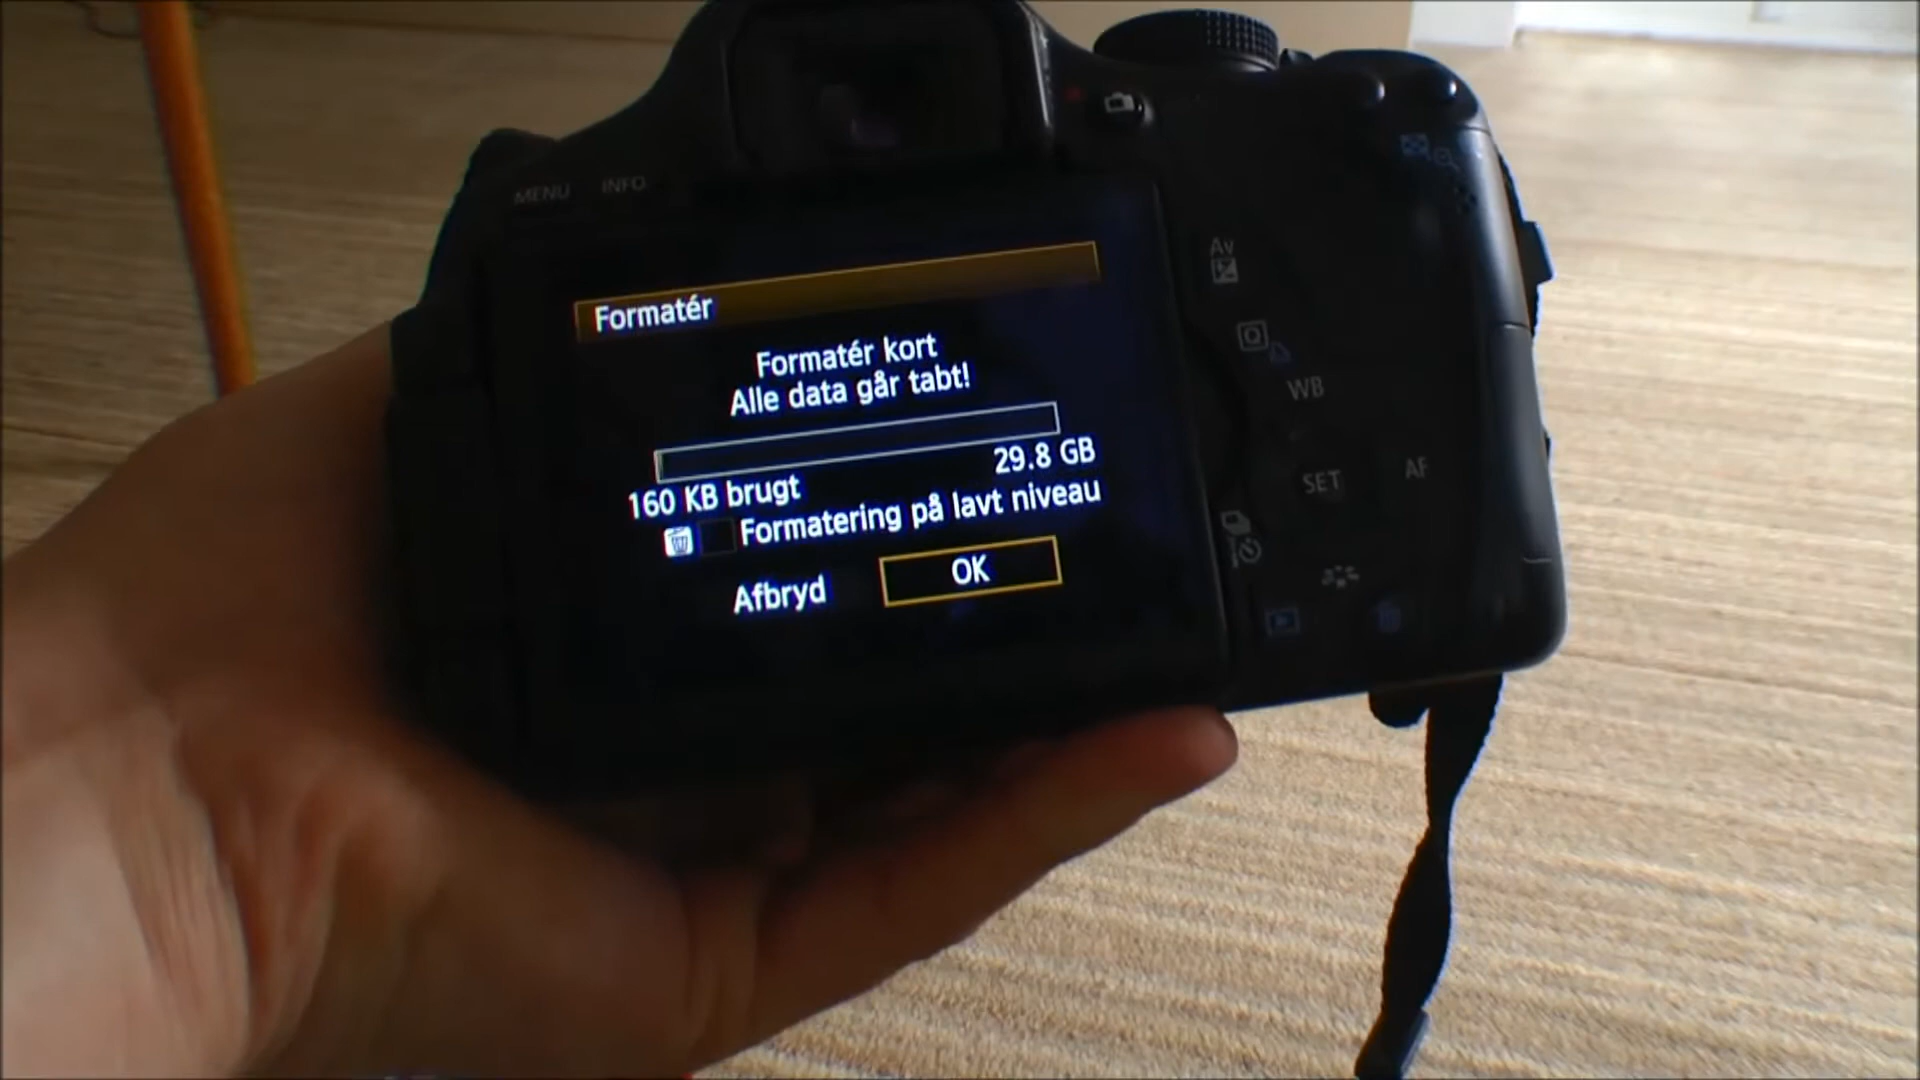 MENU INFO
Av
Formatér
Formatér kort
Alle data går tabt!
29.8 GB
160 KB brugt
Formatering på lavt niveau
Afbryd OK
Q
WB
SET AF